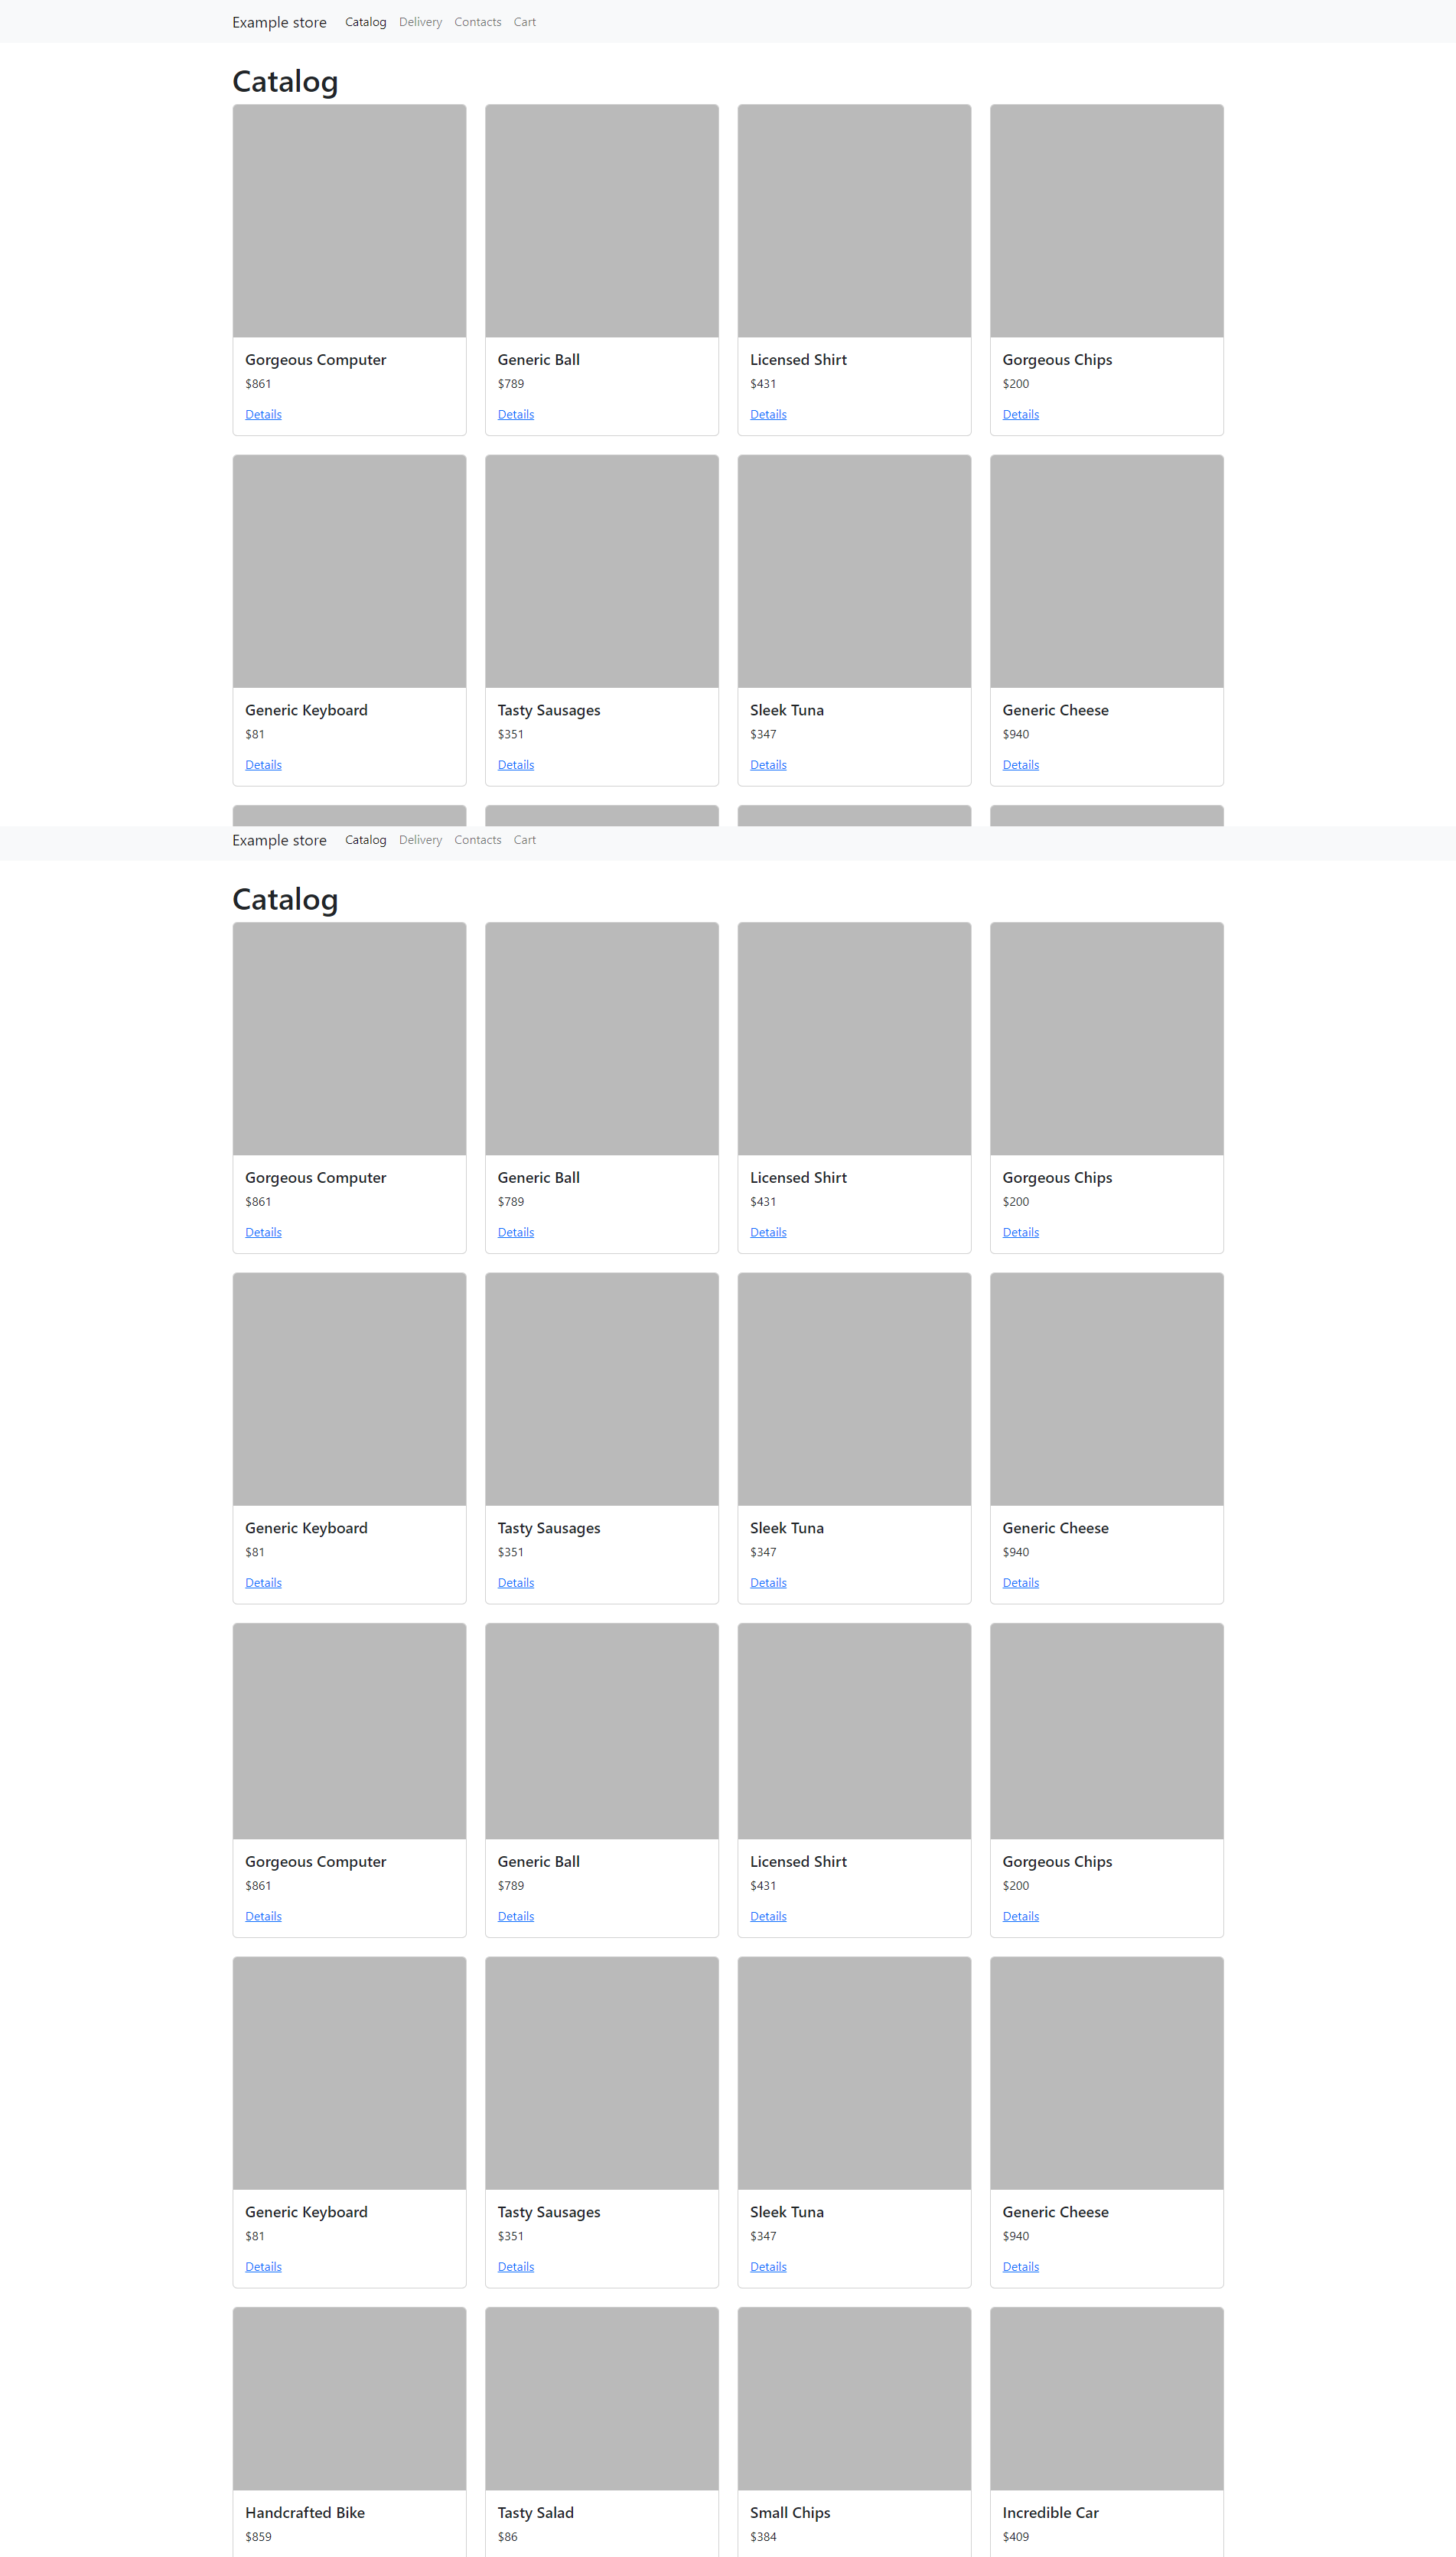 Example store Catalog Delivery Contacts Cart
Catalog
Gorgeous Computer Generic Ball Licensed Shirt Gorgeous Chips
$861 $789 $431 $200
Details Details Details Details
Generic Keyboard Tasty Sausages Sleek Tuna Generic Cheese
$81 $351 $347 $940
Details Details Details Details
Example store Catalog Delivery Contacts Cart
Catalog
Gorgeous Computer Generic Ball Licensed Shirt Gorgeous Chips
$861 $789 $431 $200
Details Details Details Details
Generic Keyboard Tasty Sausages Sleek Tuna Generic Cheese
$81 $351 $347 $940
Details Details Details Details
Gorgeous Computer Generic Ball Licensed Shirt Gorgeous Chips
$861 $789 $431 $200
Details Details Details Details
Generic Keyboard Tasty Sausages Sleek Tuna Generic Cheese
$81 $351 $347 $940
Details Details Details Details
Handcrafted Bike Tasty Salad Small Chips Incredible Car
$859 $86 $384 $409